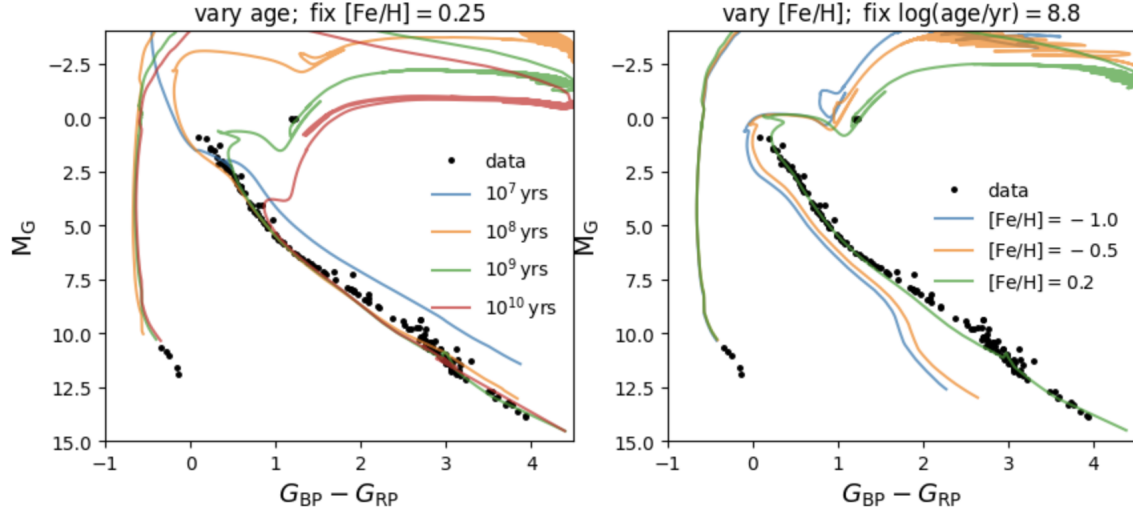 vary age; fix [Fe/H] = 0.25
−2.5
0.0
2.5
5.0
7.5
10.0
12.5
15.0
M_G
data
10^7 yrs
10^8 yrs
10^9 yrs
10^10 yrs
−1 0 1 2 3 4
G_BP − G_RP
vary [Fe/H]; fix log(age/yr) = 8.8
−2.5
0.0
2.5
5.0
7.5
10.0
12.5
15.0
M_G
data
[Fe/H] = − 1.0
[Fe/H] = − 0.5
[Fe/H] = 0.2
−1 0 1 2 3 4
G_BP − G_RP